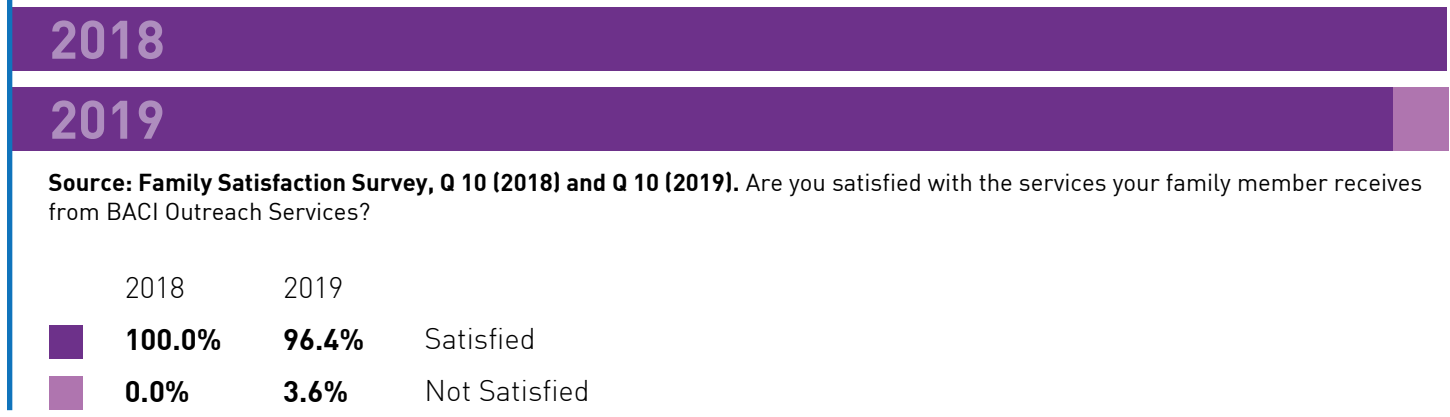 2018
2019
Source: Family Satisfaction Survey, Q 10 (2018) and Q 10 (2019). Are you satisfied with the services your family member receives
from BACI Outreach Services?
2018 2019
100.0% 96.4% Satisfied
0.0% 3.6% Not Satisfied